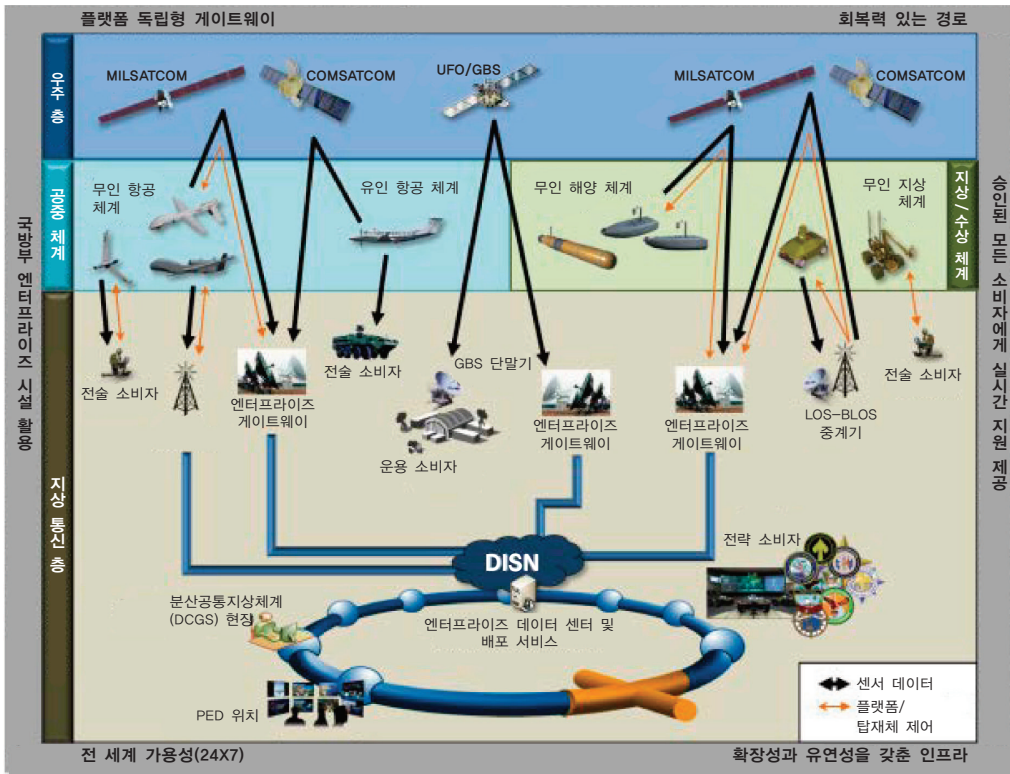 플랫폼 독립형 게이트웨이
회복력 있는 경로
우주 층
MILSATCOM
COMSATCOM
UFO/GBS
MILSATCOM
COMSATCOM
공중 체계
무인 항공
체계
유인 항공 체계
무인 해양 체계
무인 지상
체계
지상/수상 체계
국방부 엔터프라이즈 시설 활용
승인된 모든 소비자에게 실시간 지원 제공
지상 통신 층
전술 소비자
엔터프라이즈
게이트웨이
전술 소비자
GBS 단말기
운용 소비자
엔터프라이즈
게이트웨이
엔터프라이즈
게이트웨이
LOS-BLOS
중계기
전술 소비자
DISN
전략 소비자
분산공통지상체계
(DCGS) 현장
엔터프라이즈 데이터 센터 및
배포 서비스
PED 위치
센서 데이터
플랫폼/
탑재체 제어
전 세계 가용성(24X7)
확장성과 유연성을 갖춘 인프라